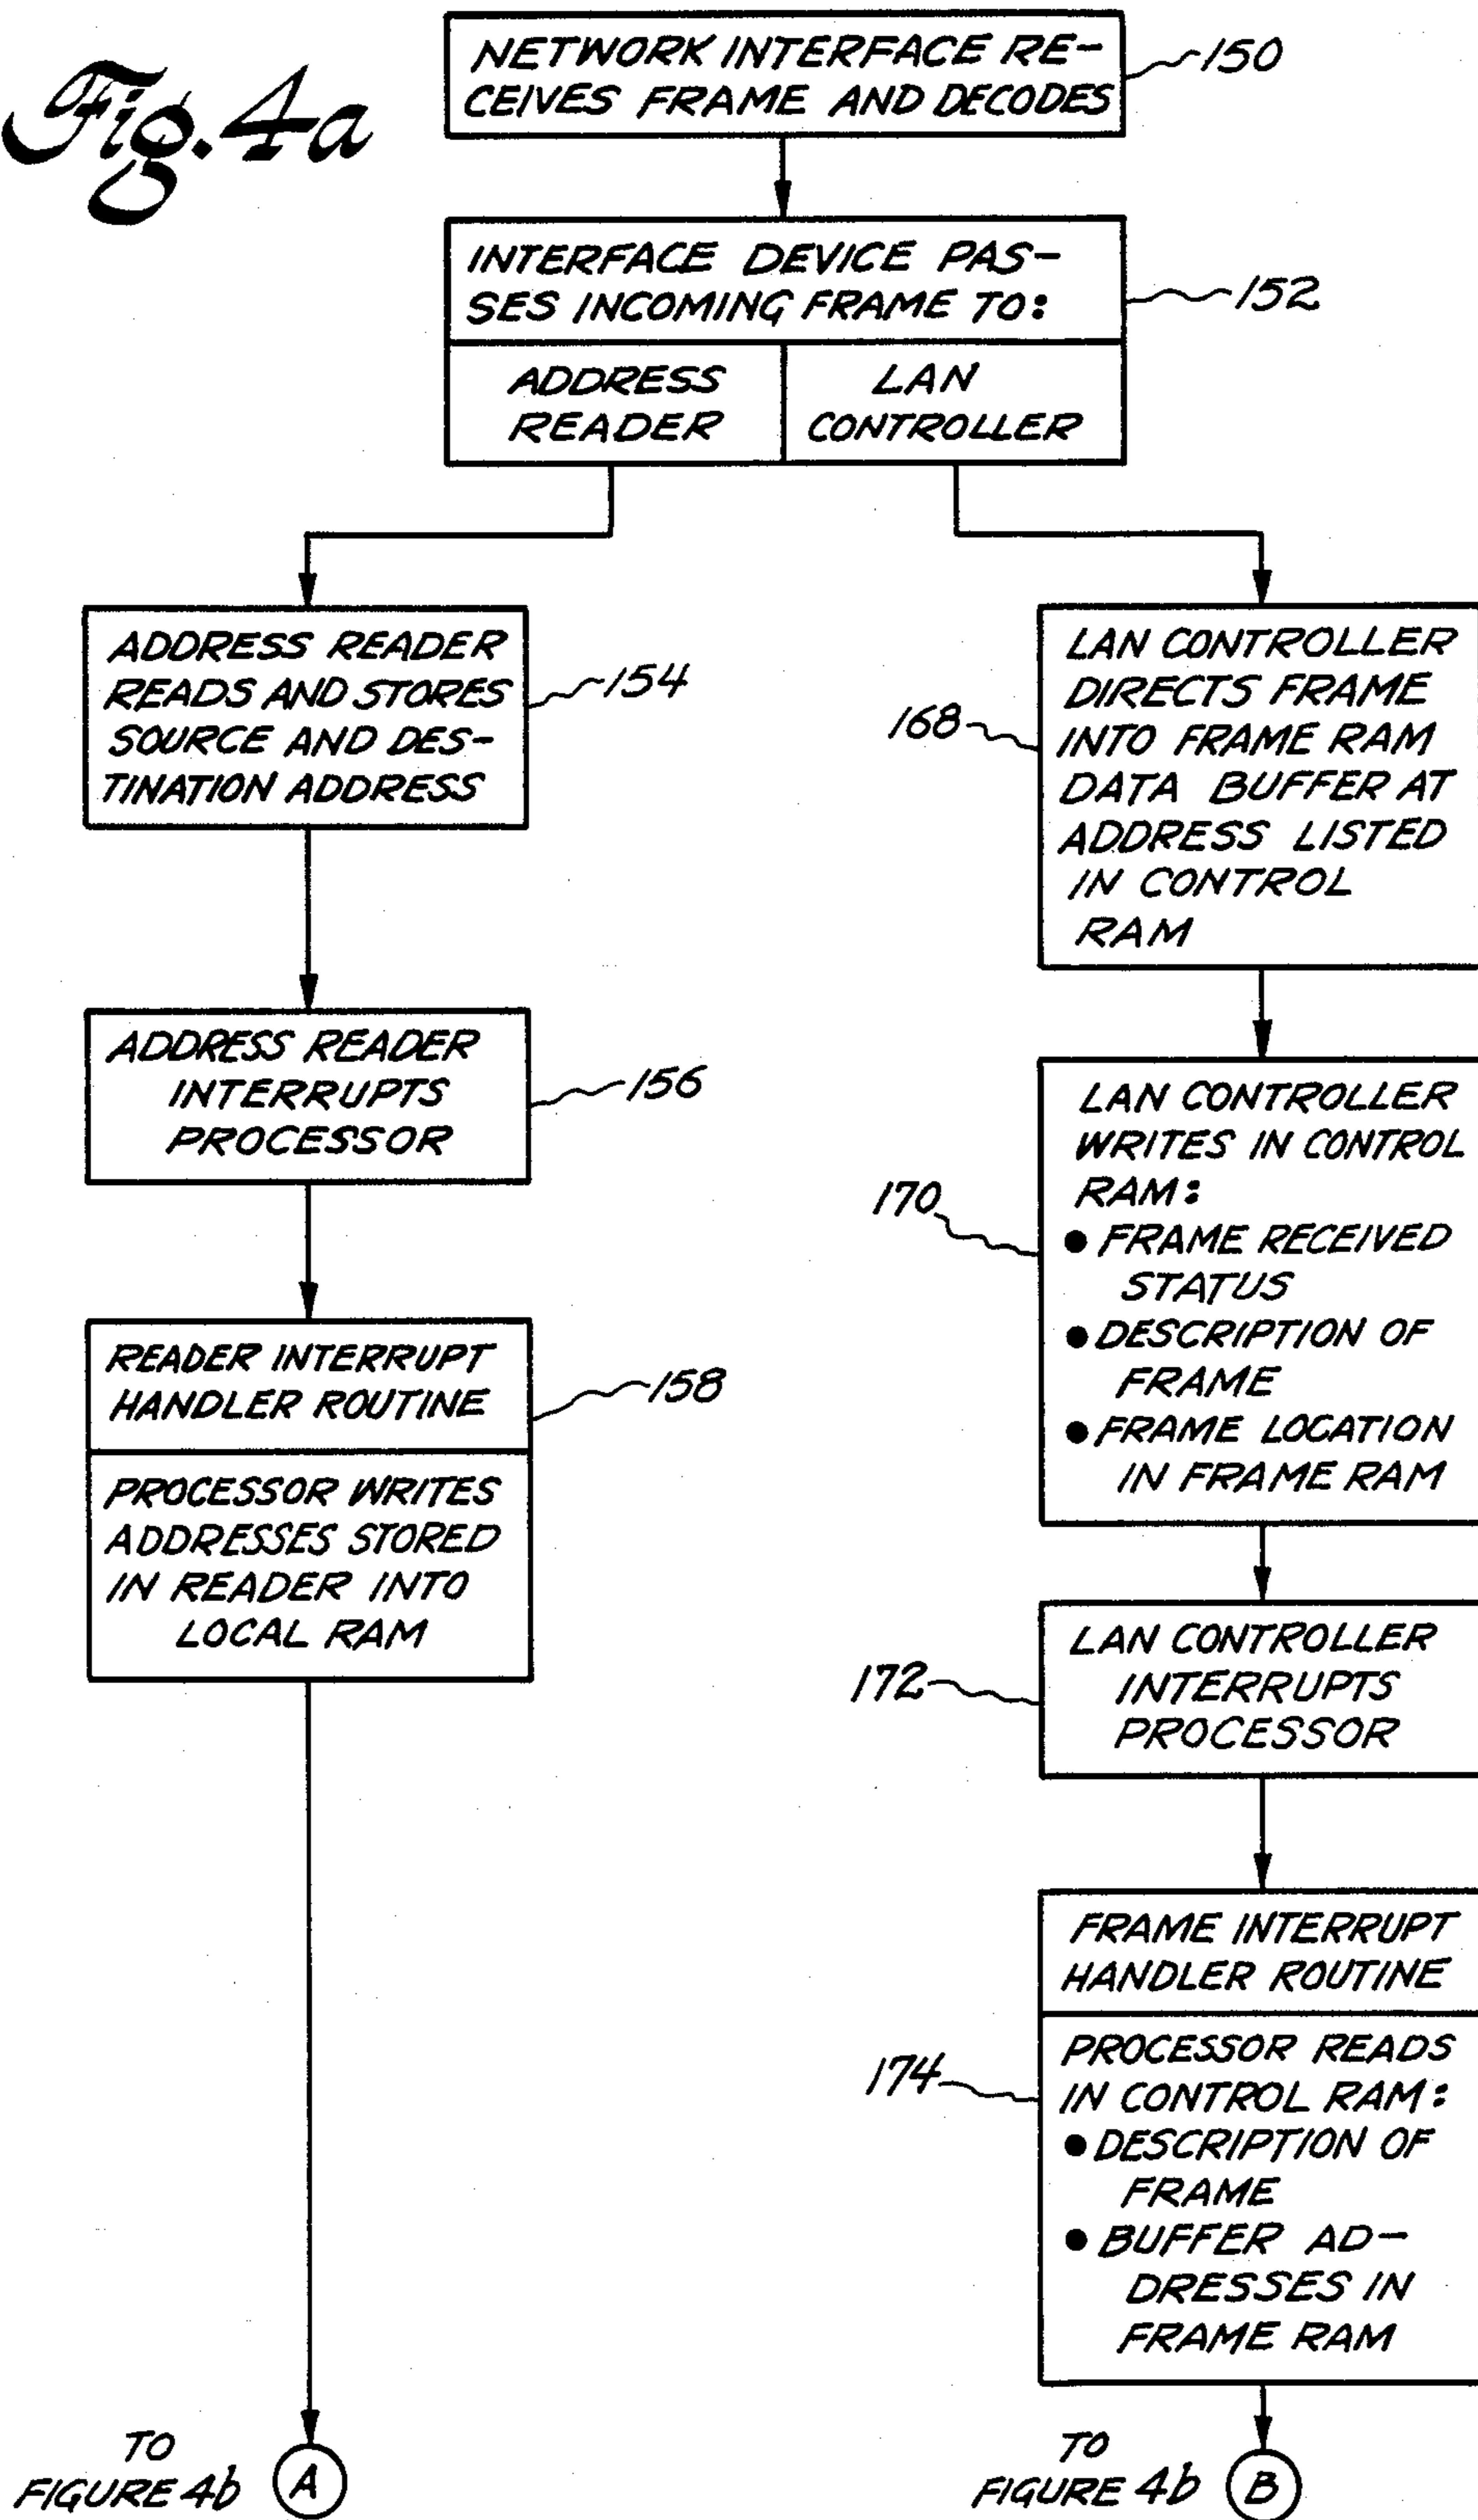 Fig. 4a
NETWORK INTERFACE RE-
CEIVES FRAME AND DECODES
150
INTERFACE DEVICE PAS-
SES INCOMING FRAME TO:
152
ADDRESS
READER
LAN
CONTROLLER
ADDRESS READER
READS AND STORES
SOURCE AND DES-
TINATION ADDRESS
154
ADDRESS READER
INTERRUPTS
PROCESSOR
156
READER INTERRUPT
HANDLER ROUTINE
158
PROCESSOR WRITES
ADDRESSES STORED
IN READER INTO
LOCAL RAM
TO
FIGURE 4b
A
168
LAN CONTROLLER
DIRECTS FRAME
INTO FRAME RAM
DATA BUFFER AT
ADDRESS LISTED
IN CONTROL
RAM
170
LAN CONTROLLER
WRITES IN CONTROL
RAM:
● FRAME RECEIVED
STATUS
● DESCRIPTION OF
FRAME
● FRAME LOCATION
IN FRAME RAM
172
LAN CONTROLLER
INTERRUPTS
PROCESSOR
FRAME INTERRUPT
HANDLER ROUTINE
174
PROCESSOR READS
IN CONTROL RAM:
● DESCRIPTION OF
FRAME
● BUFFER AD-
DRESSES IN
FRAME RAM
TO
FIGURE 4b
B